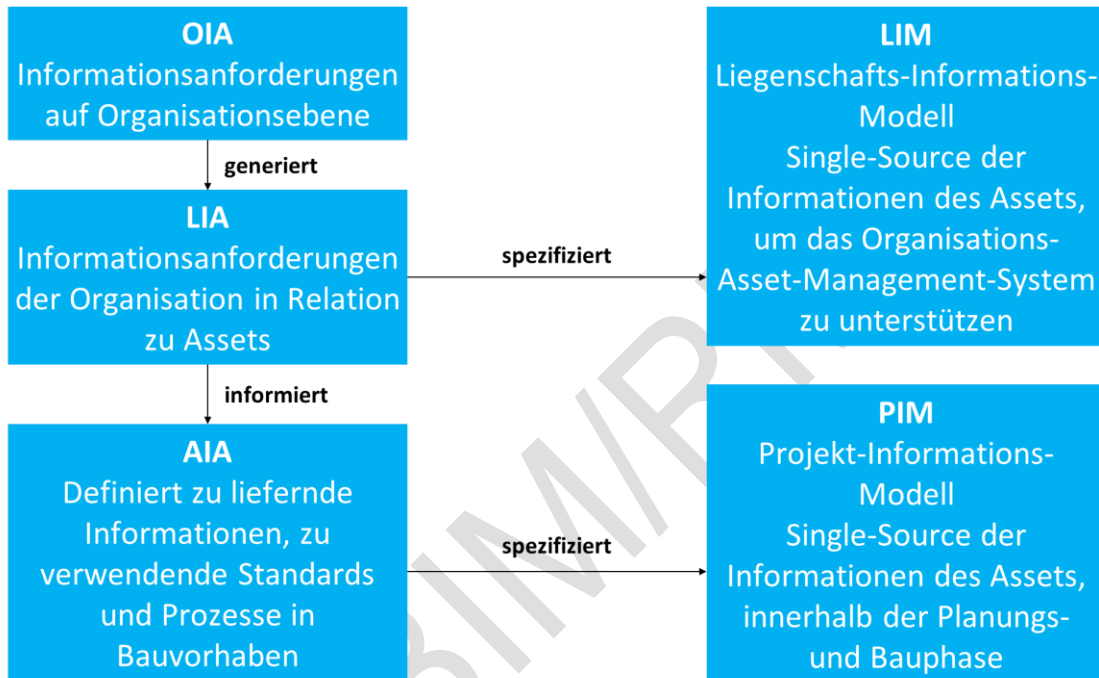 OIA
Informationsanforderungen
auf Organisationsebene
generiert
LIA
Informationsanforderungen
der Organisation in Relation
zu Assets
spezifiziert
LIM
Liegenschafts-Informations-
Modell
Single-Source der
Informationen des Assets,
um das Organisations-
Asset-Management-System
zu unterstützen
informiert
AIA
Definiert zu liefernde
Informationen, zu
verwendende Standards
und Prozesse in
Bauvorhaben
spezifiziert
PIM
Projekt-Informations-
Modell
Single-Source der
Informationen des Assets,
innerhalb der Planungs-
und Bauphase